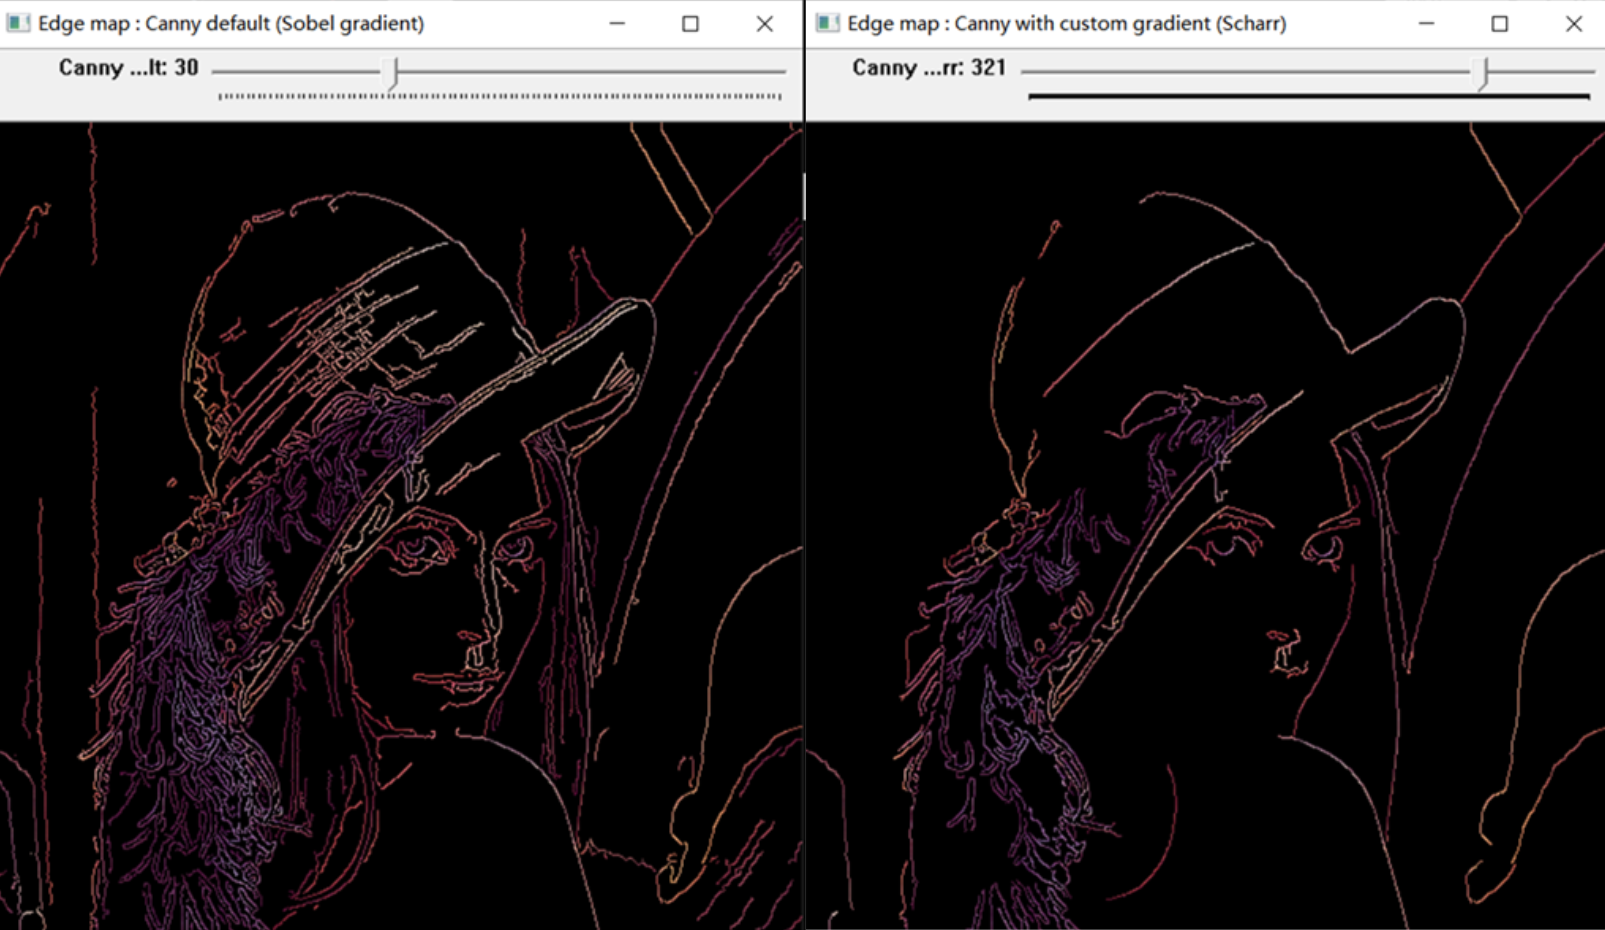 Edge map : Canny default (Sobel gradient)
Canny ...lt: 30
Edge map : Canny with custom gradient (Scharr)
Canny ...rr: 321